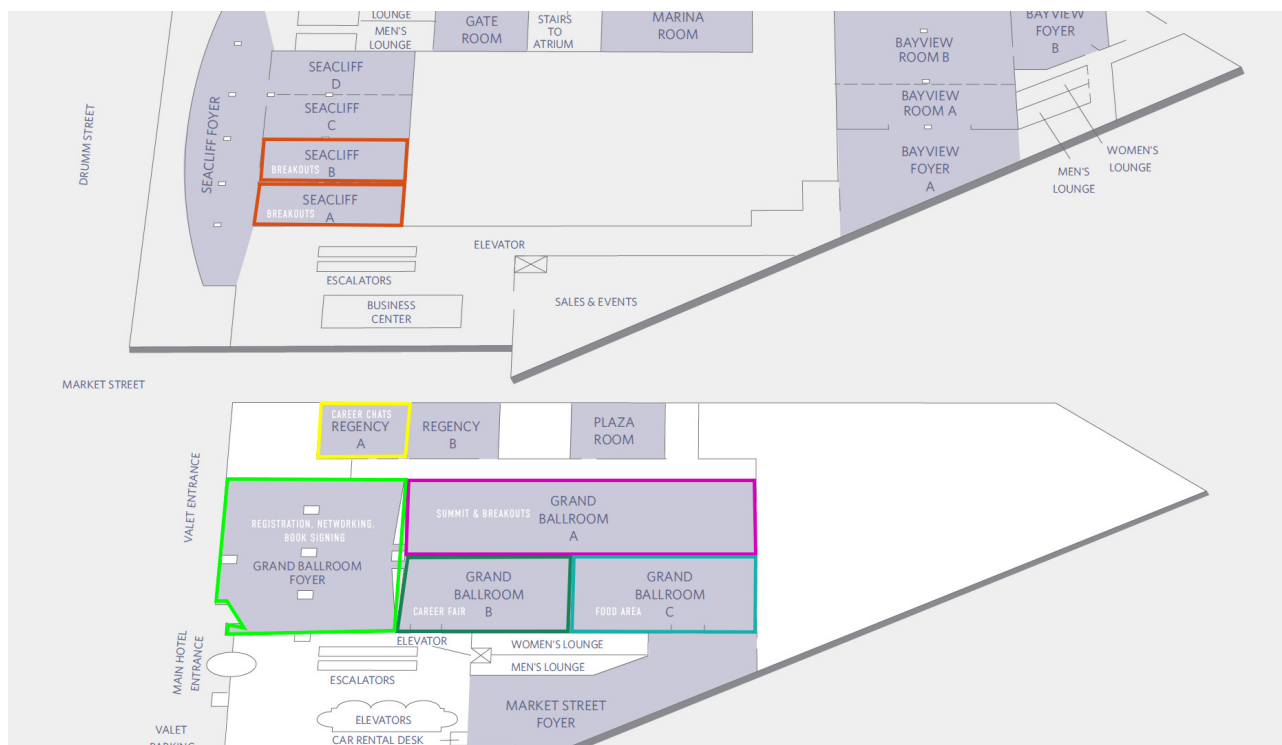 LOUNGE
MEN'S
LOUNGE
GATE
ROOM
STAIRS
TO
ATRIUM
MARINA
ROOM
BAYVIEW
FOYER
B
BAYVIEW
ROOM B
SEACLIFF
D
SEACLIFF
C
BAYVIEW
ROOM A
DRUMM STREET
SEACLIFF FOYER
SEACLIFF
BREAKOUTS B
SEACLIFF
BREAKOUTS A
BAYVIEW
FOYER
A
WOMEN'S
LOUNGE
MEN'S
LOUNGE
ELEVATOR
ESCALATORS
BUSINESS
CENTER
SALES & EVENTS
MARKET STREET
CAREER CHATS
REGENCY
A
REGENCY
B
PLAZA
ROOM
VALET ENTRANCE
REGISTRATION, NETWORKING,
BOOK SIGNING
GRAND BALLROOM
FOYER
GRAND
SUMMIT & BREAKOUTS BALLROOM
A
GRAND
BALLROOM
CAREER FAIR B
GRAND
BALLROOM
FOOD AREA C
MAIN HOTEL
ENTRANCE
ELEVATOR
WOMEN'S LOUNGE
MEN'S LOUNGE
ESCALATORS
ELEVATORS
CAR RENTAL DESK
MARKET STREET
FOYER
VALET
PARKING